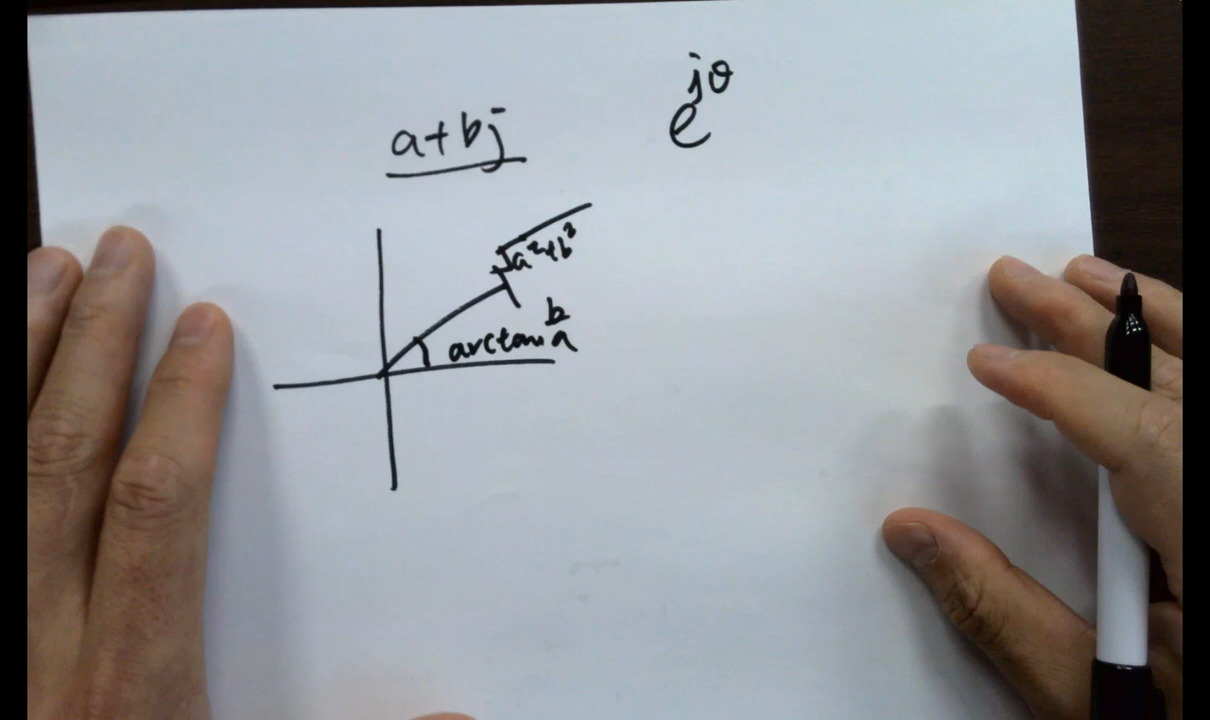 e^{jθ}
a+bj
√a²+b²
arctan b/a